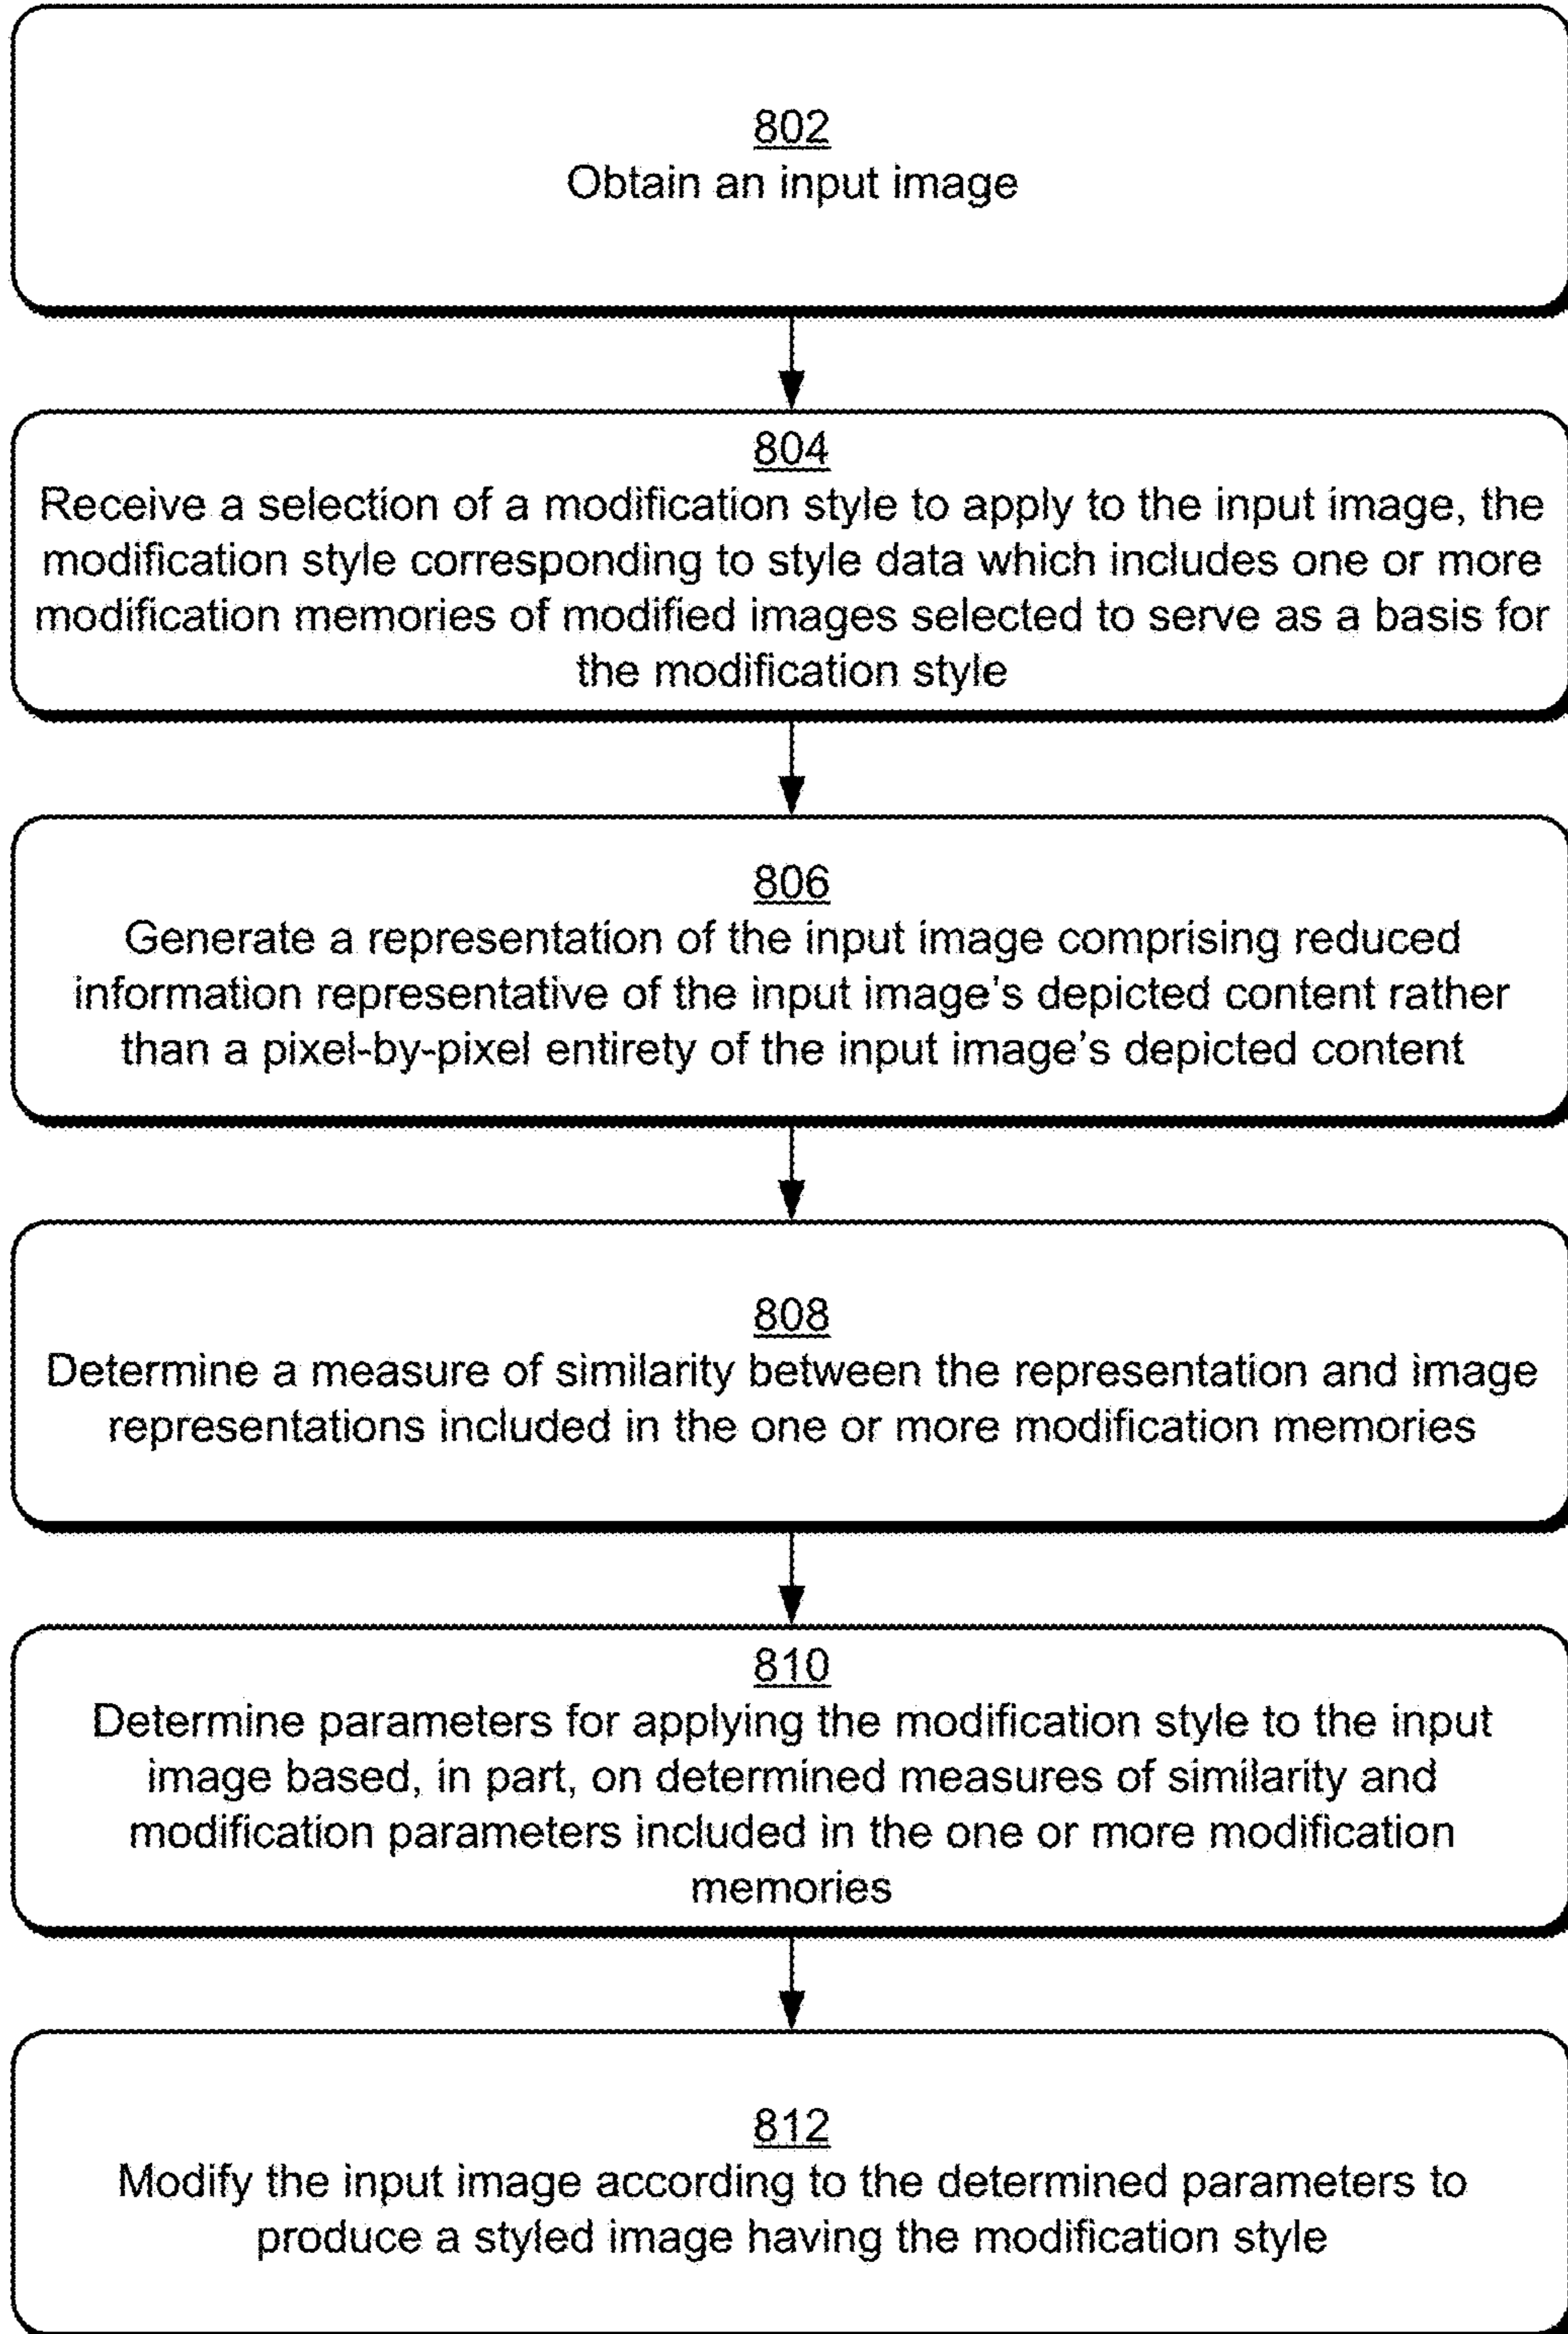 802
Obtain an input image
804
Receive a selection of a modification style to apply to the input image, the
modification style corresponding to style data which includes one or more
modification memories of modified images selected to serve as a basis for
the modification style
806
Generate a representation of the input image comprising reduced
information representative of the input image's depicted content rather
than a pixel-by-pixel entirety of the input image's depicted content
808
Determine a measure of similarity between the representation and image
representations included in the one or more modification memories
810
Determine parameters for applying the modification style to the input
image based, in part, on determined measures of similarity and
modification parameters included in the one or more modification
memories
812
Modify the input image according to the determined parameters to
produce a styled image having the modification style